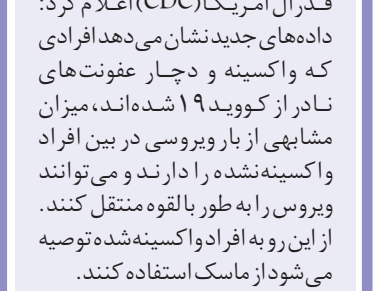 فدرال آمریکا (CDC) اعلام کرد:
داده‌های جدید نشان می‌دهد افرادی
که واکسینه و دچار عفونت‌های
نادر از کووید ۱۹ شده‌اند، میزان
مشابهی از بار ویروسی در بین افراد
واکسینه‌نشده را دارند و می‌توانند
ویروس را به طور بالقوه منتقل کنند.
از این رو به افراد واکسینه‌شده توصیه
می‌شود از ماسک استفاده کنند.